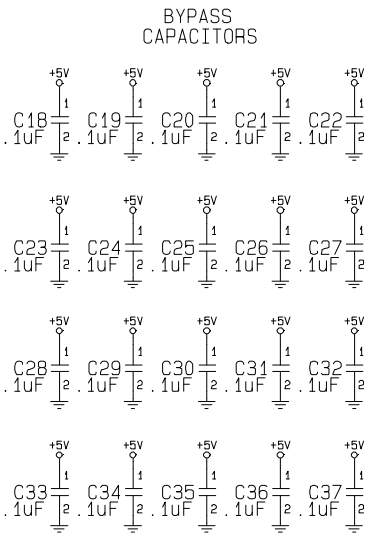 BYPASS
CAPACITORS
+5V +5V +5V +5V +5V
1 1 1 1 1
C18 C19 C20 C21 C22
.1uF 2 .1uF 2 .1uF 2 .1uF 2 .1uF 2
+5V +5V +5V +5V +5V
1 1 1 1 1
C23 C24 C25 C26 C27
.1uF 2 .1uF 2 .1uF 2 .1uF 2 .1uF 2
+5V +5V +5V +5V +5V
1 1 1 1 1
C28 C29 C30 C31 C32
.1uF 2 .1uF 2 .1uF 2 .1uF 2 .1uF 2
+5V +5V +5V +5V +5V
1 1 1 1 1
C33 C34 C35 C36 C37
.1uF 2 .1uF 2 .1uF 2 .1uF 2 .1uF 2